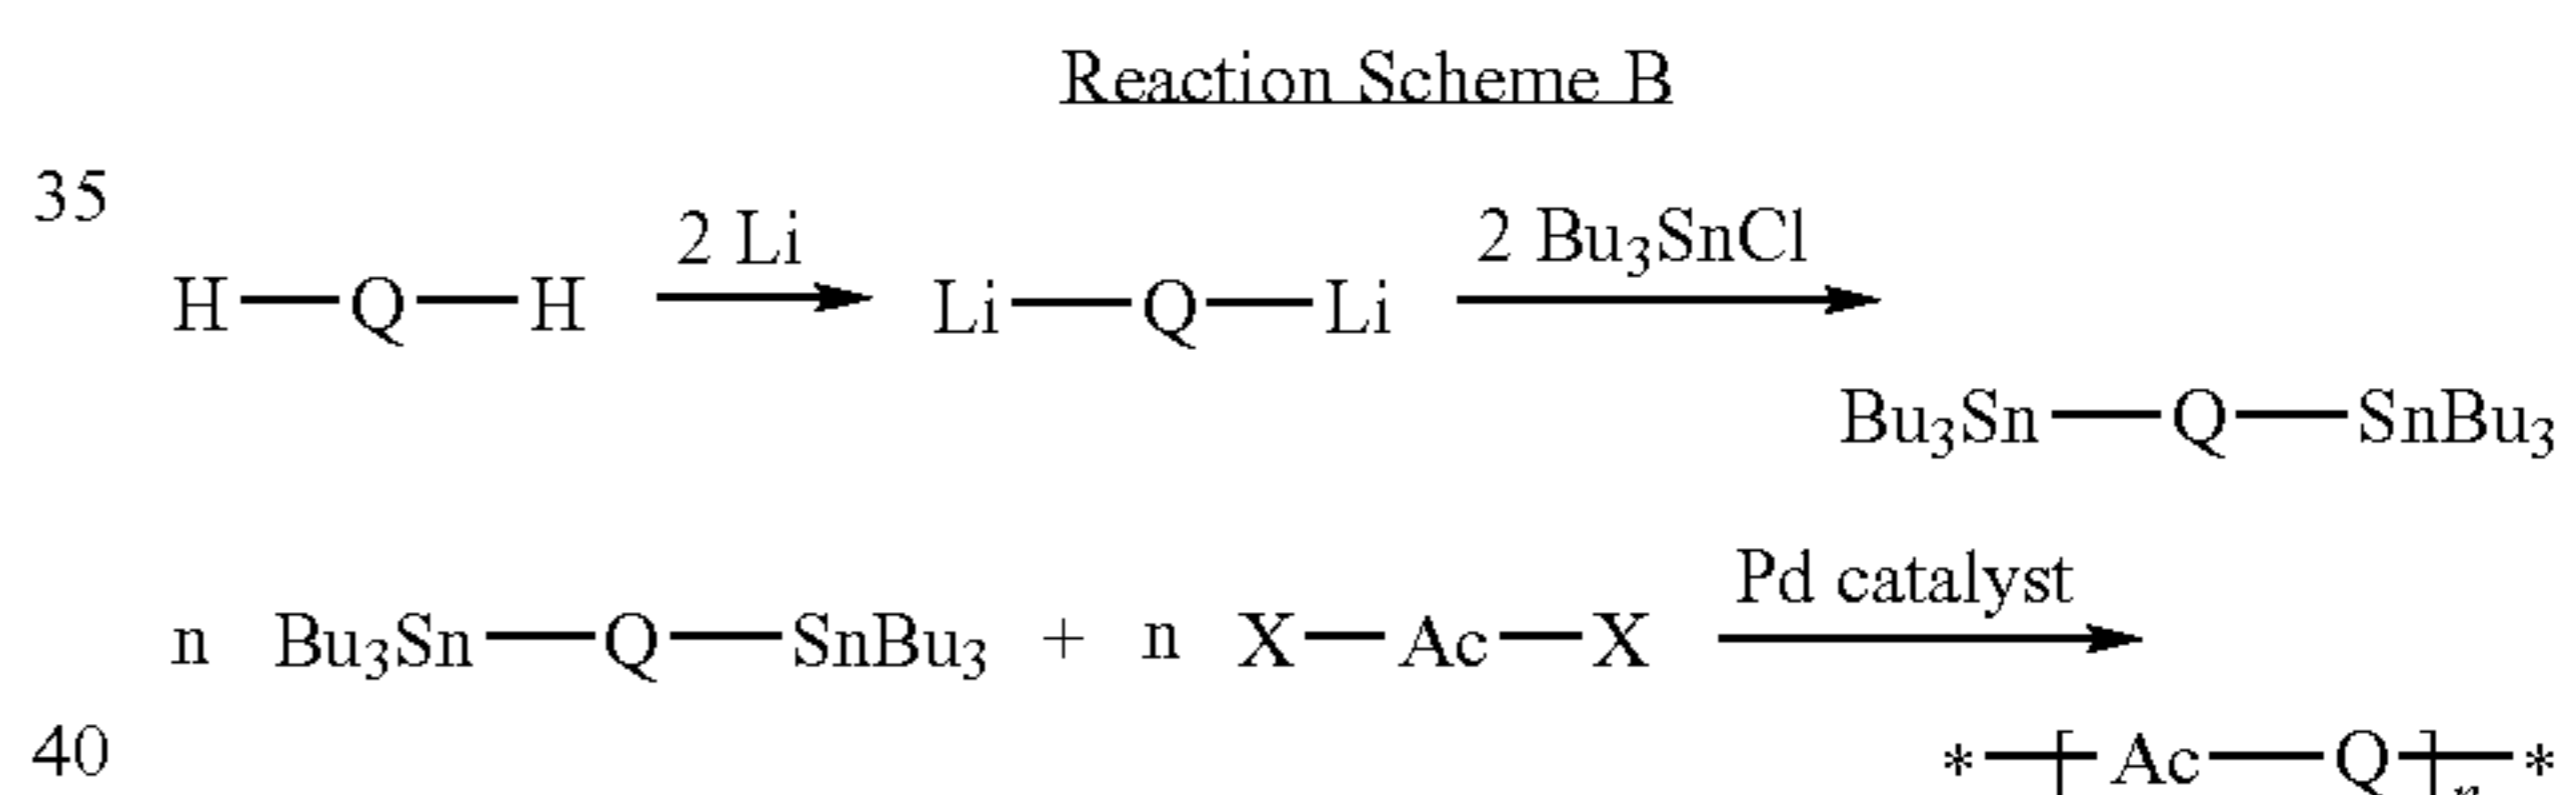 Reaction Scheme B
35
2 Li 2 Bu₃SnCl
H—Q—H Li—Q—Li
Bu₃Sn—Q—SnBu₃
Pd catalyst
n Bu₃Sn—Q—SnBu₃ + n X—Ac—X
40 *—[Ac—Q]ₙ—*